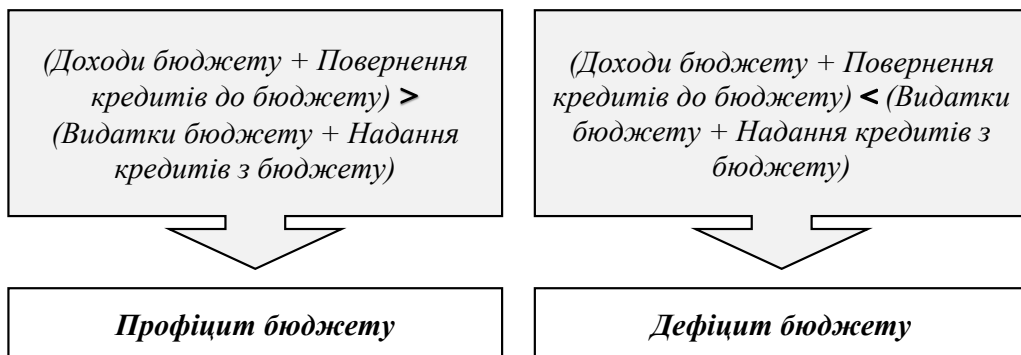 (Доходи бюджету + Повернення
кредитів до бюджету) >
(Видатки бюджету + Надання
кредитів з бюджету)
(Доходи бюджету + Повернення
кредитів до бюджету) < (Видатки
бюджету + Надання кредитів з
бюджету)
Профіцит бюджету
Дефіцит бюджету